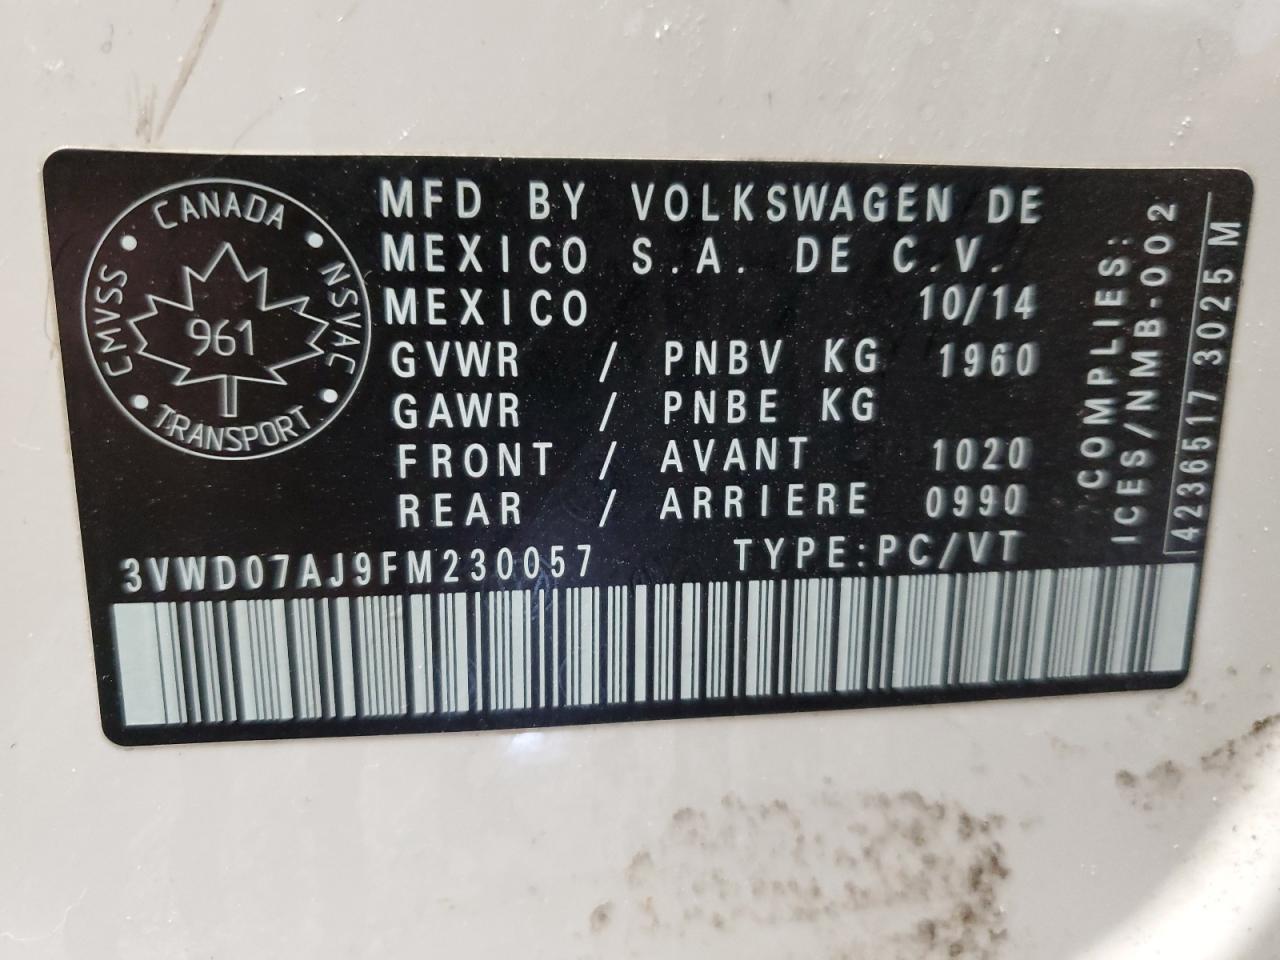 CANADA
CMVSS
NSVAC
961
TRANSPORT
MFD BY VOLKSWAGEN DE
MEXICO S.A. DE C.V.
MEXICO 10/14
GVWR / PNBV KG 1960
GAWR / PNBE KG
FRONT / AVANT 1020
REAR / ARRIERE 0990
3VWD07AJ9FM230057 TYPE:PC/VT
COMPLIES:
ICES/NMB-002
4236517 3025 M